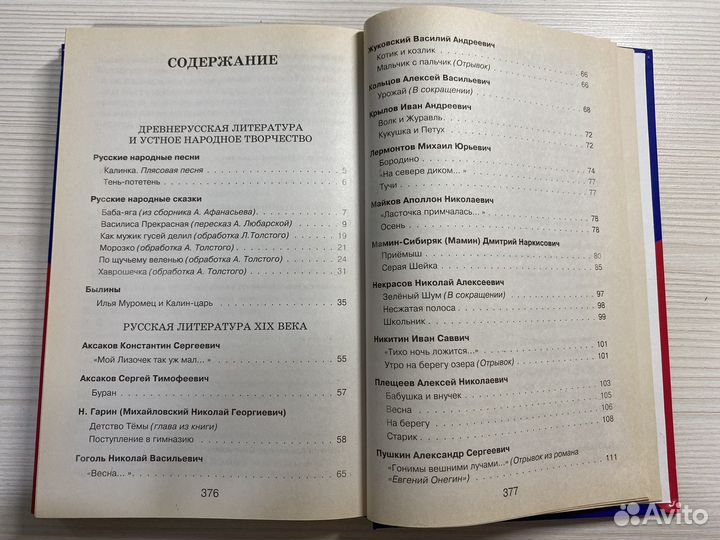 СОДЕРЖАНИЕ
ДРЕВНЕРУССКАЯ ЛИТЕРАТУРА
И УСТНОЕ НАРОДНОЕ ТВОРЧЕСТВО
Русские народные песни
Калинка. Плясовая песня . . . 5
Тень-потетень . . . 6
Русские народные сказки
Баба-яга (из сборника А. Афанасьева) . . . 7
Василиса Прекрасная (пересказ А. Любарской) . . . 9
Как мужик гусей делил (обработка Л.Толстого) . . . 19
Морозко (обработка А. Толстого) . . . 21
По щучьему веленью (обработка А. Толстого) . . . 24
Хаврошечка (обработка А. Толстого) . . . 31
Былины
Илья Муромец и Калин-царь . . . 35
РУССКАЯ ЛИТЕРАТУРА XIX ВЕКА
Аксаков Константин Сергеевич
«Мой Лизочек так уж мал... » . . . 55
Аксаков Сергей Тимофеевич
Буран . . . 57
Н. Гарин (Михайловский Николай Георгиевич)
Детство Тёмы (глава из книги)
Поступление в гимназию . . . 58
Гоголь Николай Васильевич
«Весна... » . . . 65
376
Жуковский Василий Андреевич
Котик и козлик . . . 66
Мальчик с пальчик (Отрывок) . . . 66
Кольцов Алексей Васильевич
Урожай (В сокращении) . . . 68
Крылов Иван Андреевич
Волк и Журавль . . . 72
Кукушка и Петух . . . 72
Лермонтов Михаил Юрьевич
Бородино . . . 74
«На севере диком... » . . . 77
Тучи . . . 77
Майков Аполлон Николаевич
«Ласточка примчалась... » . . . 78
Осень . . . 78
Мамин-Сибиряк (Мамин) Дмитрий Наркисович
Приёмыш . . . 80
Серая Шейка . . . 85
Некрасов Николай Алексеевич
Зелёный Шум (В сокращении) . . . 97
Несжатая полоса . . . 98
Школьник . . . 99
Никитин Иван Саввич
«Тихо ночь ложится...» . . . 101
Утро на берегу озера (Отрывок) . . . 101
Плещеев Алексей Николаевич
Бабушка и внучек . . . 103
Весна . . . 105
На берегу . . . 106
Старик . . . 108
Пушкин Александр Сергеевич
«Гонимы вешними лучами...» (Отрывок из романа
«Евгений Онегин») . . . 111
377
Avito